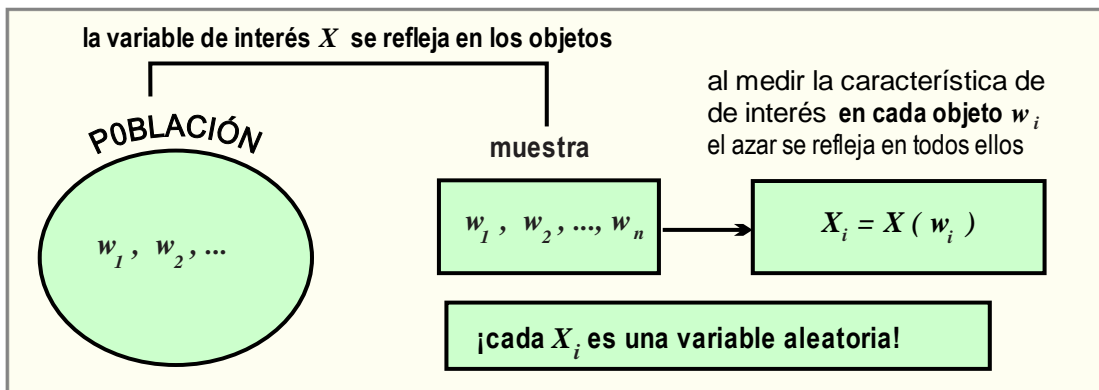 la variable de interés X se refleja en los objetos
P0BLACIÓN
w1 , w2 , ...
muestra
w1 , w2 , ..., wn
al medir la característica de
de interés en cada objeto wi
el azar se refleja en todos ellos
Xi = X ( wi )
¡cada Xi es una variable aleatoria!